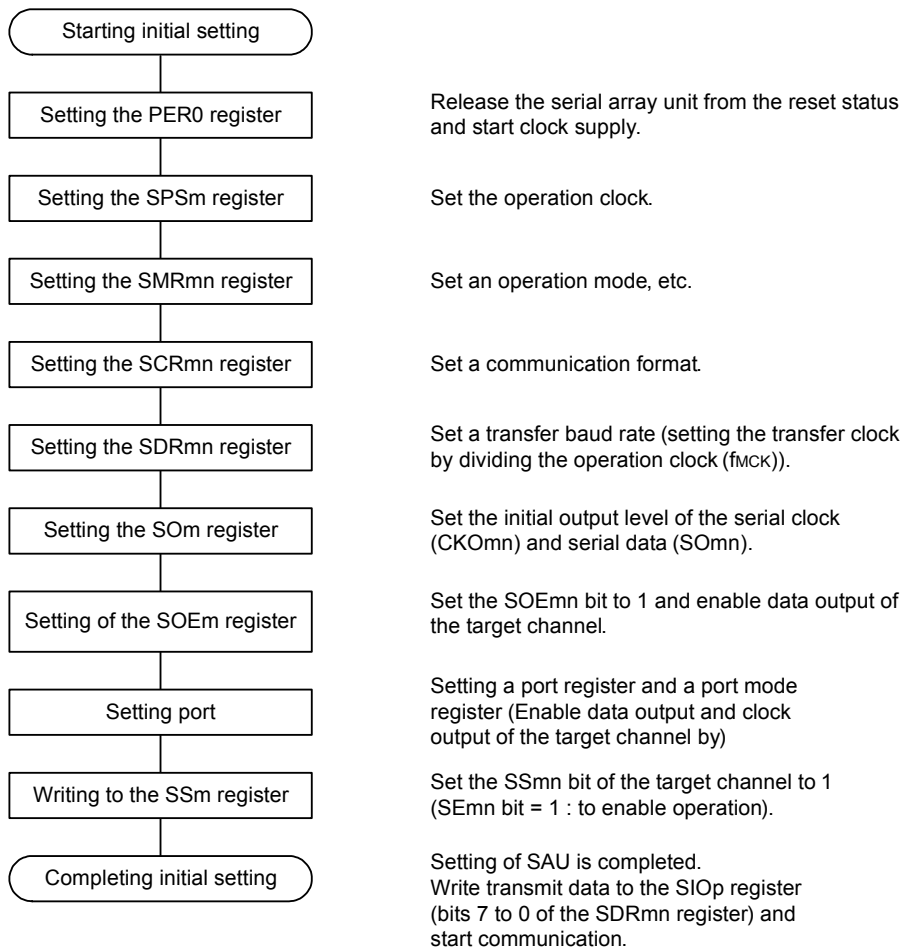 Starting initial setting
Setting the PER0 register
Release the serial array unit from the reset status
and start clock supply.
Setting the SPSm register
Set the operation clock.
Setting the SMRmn register
Set an operation mode, etc.
Setting the SCRmn register
Set a communication format.
Setting the SDRmn register
Set a transfer baud rate (setting the transfer clock
by dividing the operation clock (fMCK)).
Setting the SOm register
Set the initial output level of the serial clock
(CKOmn) and serial data (SOmn).
Setting of the SOEm register
Set the SOEmn bit to 1 and enable data output of
the target channel.
Setting port
Setting a port register and a port mode
register (Enable data output and clock
output of the target channel by)
Writing to the SSm register
Set the SSmn bit of the target channel to 1
(SEmn bit = 1 : to enable operation).
Completing initial setting
Setting of SAU is completed.
Write transmit data to the SIOp register
(bits 7 to 0 of the SDRmn register) and
start communication.